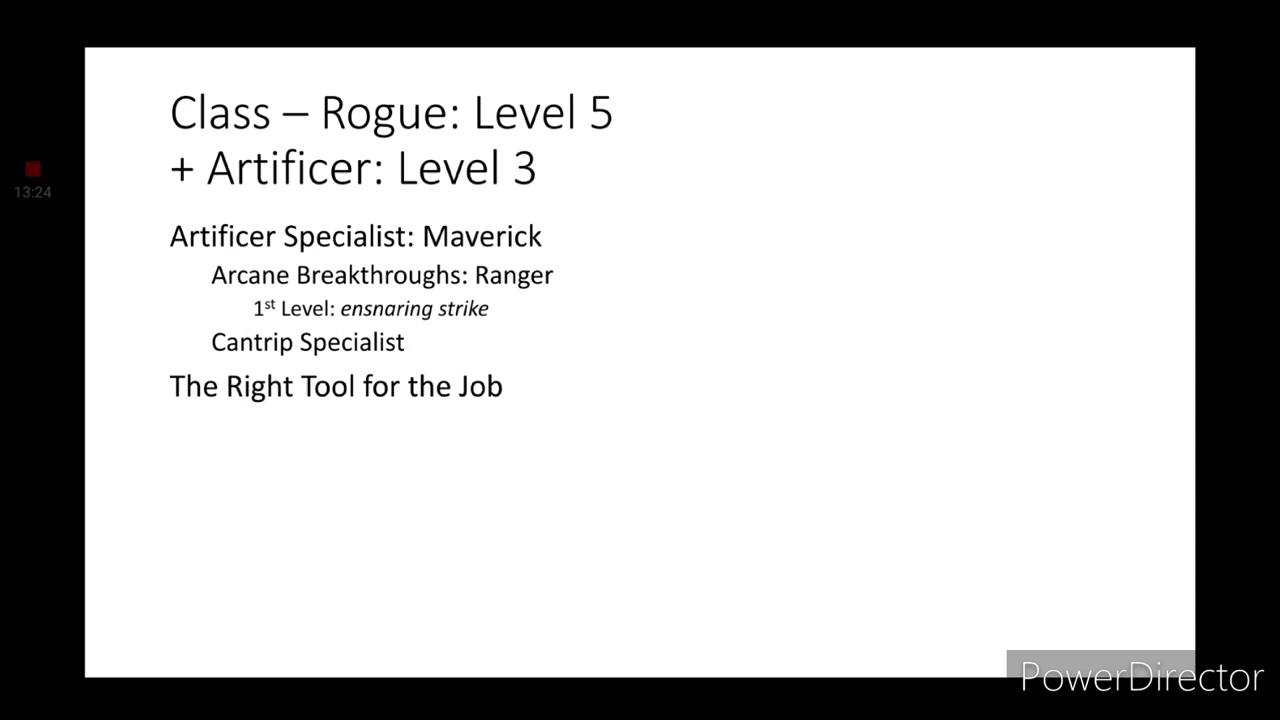 Class – Rogue: Level 5
+ Artificer: Level 3
13:24
Artificer Specialist: Maverick
Arcane Breakthroughs: Ranger
1st Level: ensnaring strike
Cantrip Specialist
The Right Tool for the Job
PowerDirector